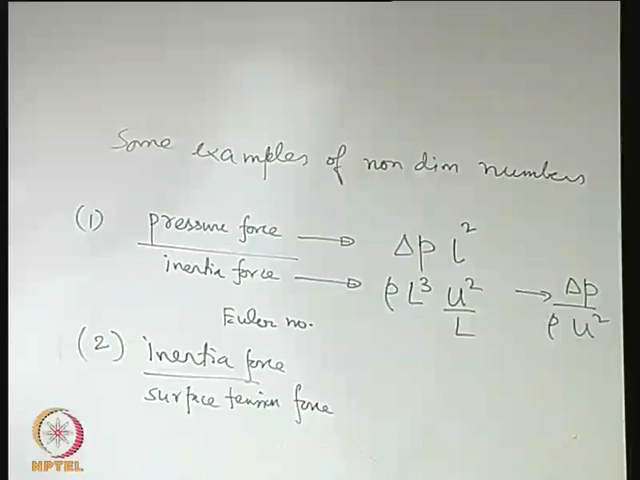 Some examples of non dim numbers
(1) pressure force → Δp l²
inertia force → ρ L³ u²/L → Δp/ρu²
Euler no.
(2) inertia force
surface tension force
NPTEL